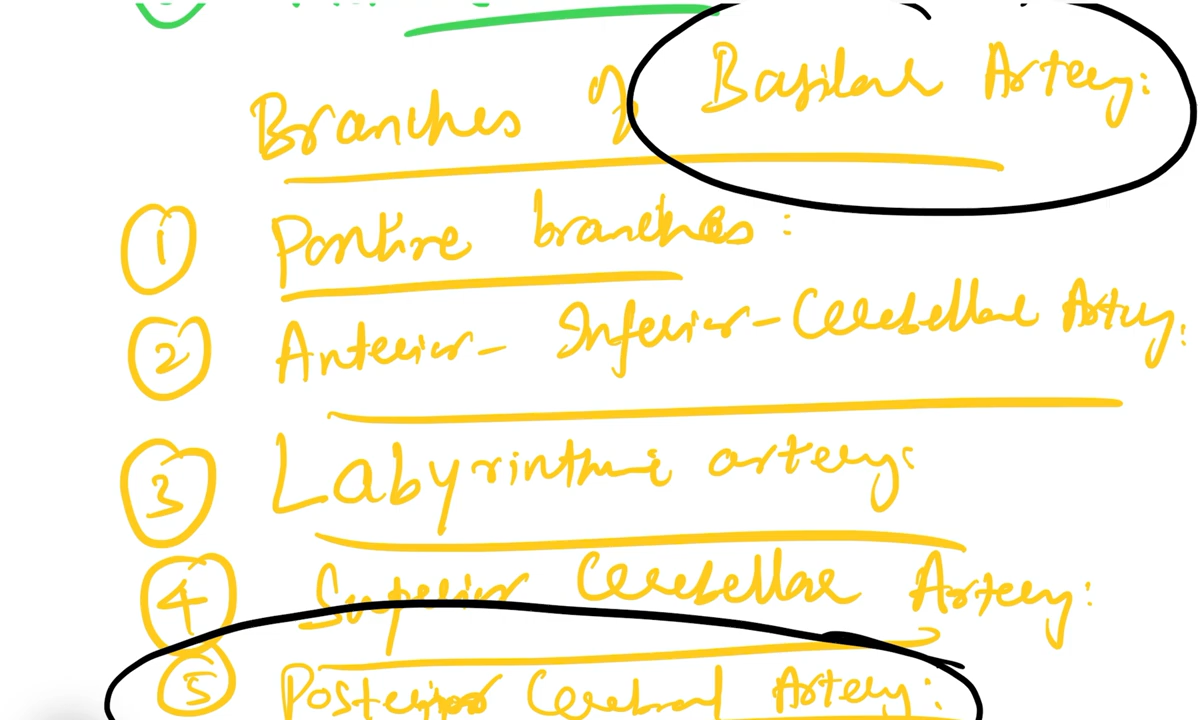 Branches of Basilar Artery:
① Pontine branches:
② Anterior- Inferior-Cerebellar Artery:
③ Labyrinthine artery:
④ Superior Cerebellar Artery:
⑤ Posterior Cerebral Artery: